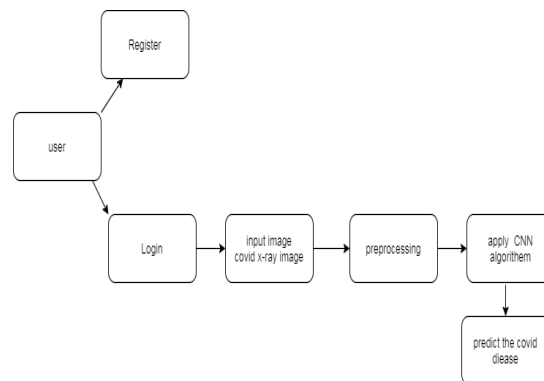 Register
user
Login
input image
covid x-ray image
preprocessing
apply CNN
algorithem
predict the covid
diease